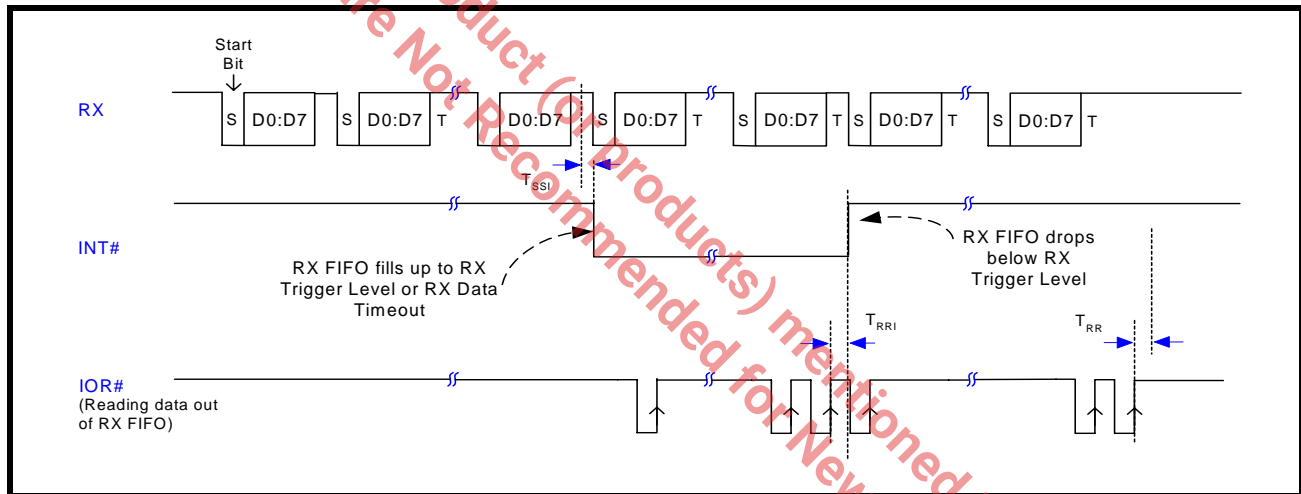 Start
Bit
RX
S D0:D7 S D0:D7 T D0:D7 S D0:D7 T S D0:D7 T S D0:D7 T S D0:D7 T
TSSI
INT#
RX FIFO fills up to RX
Trigger Level or RX Data
Timeout
RX FIFO drops
below RX
Trigger Level
TRRI
TRR
IOR#
(Reading data out
of RX FIFO)
oduct (or products) mentioned
re Not Recommended for New